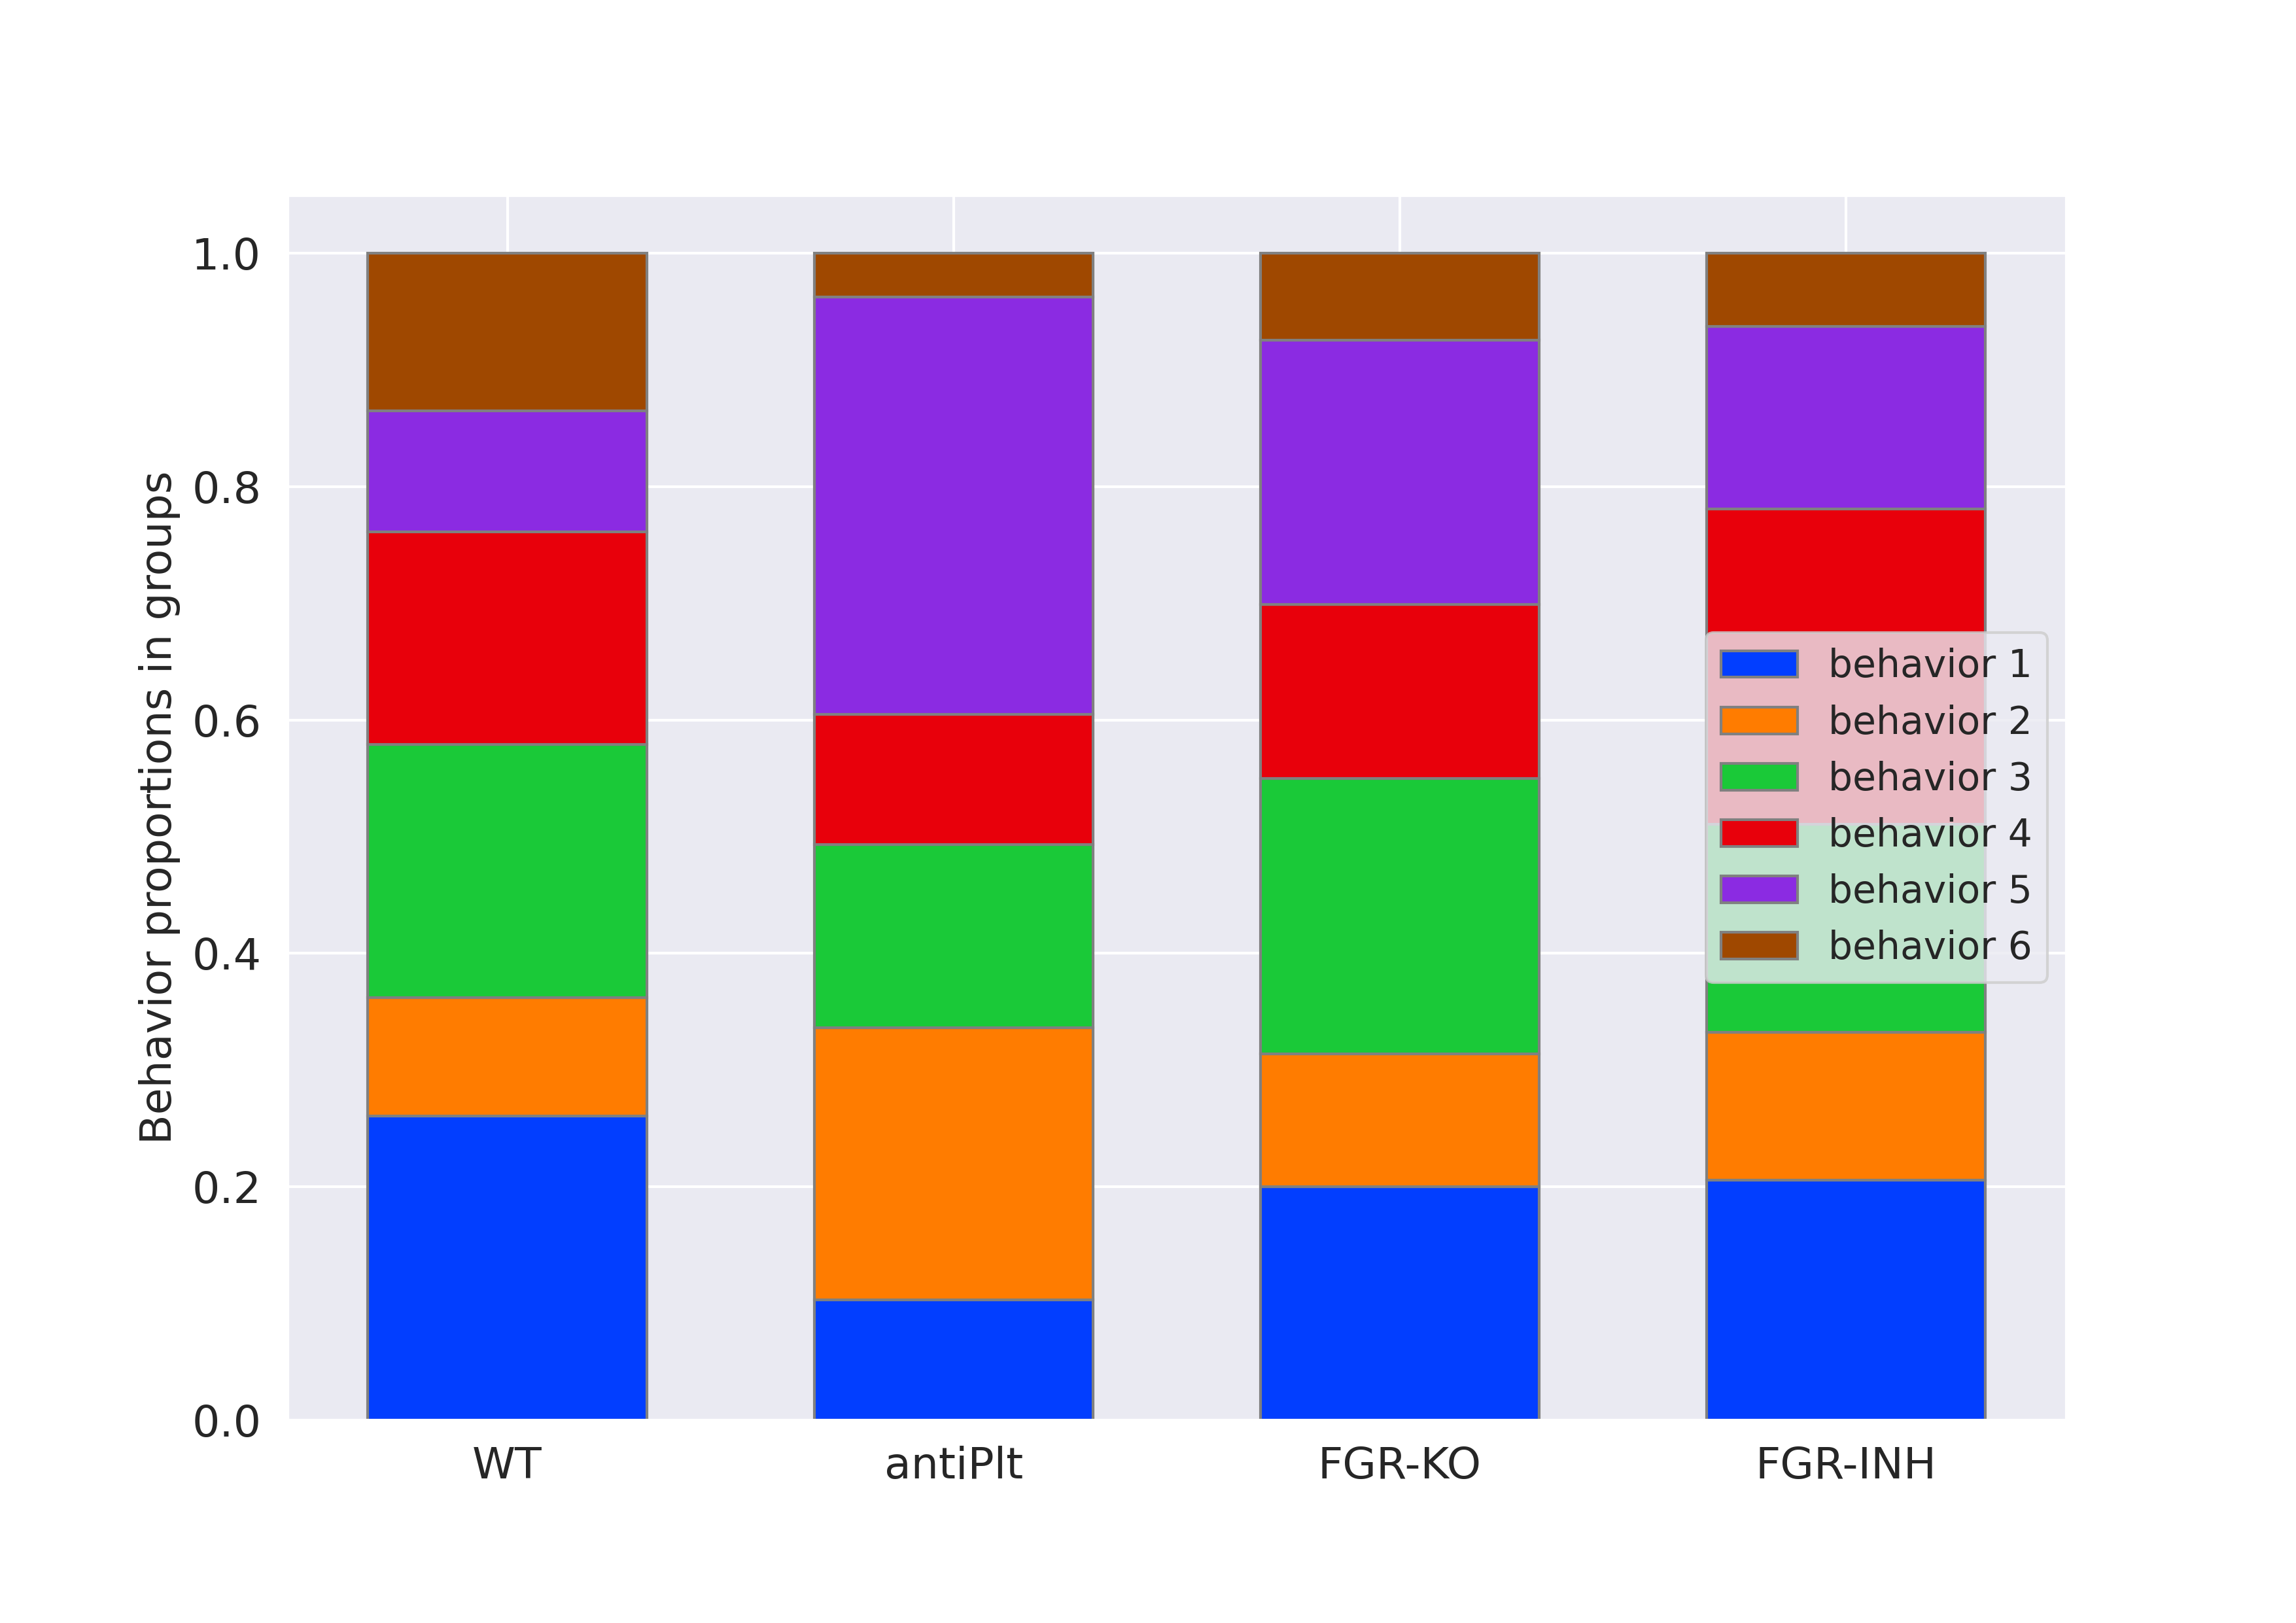 Behavior proportions in groups
1.0
0.8
0.6
0.4
0.2
0.0
behavior 1
behavior 2
behavior 3
behavior 4
behavior 5
behavior 6
WT antiPlt FGR-KO FGR-INH